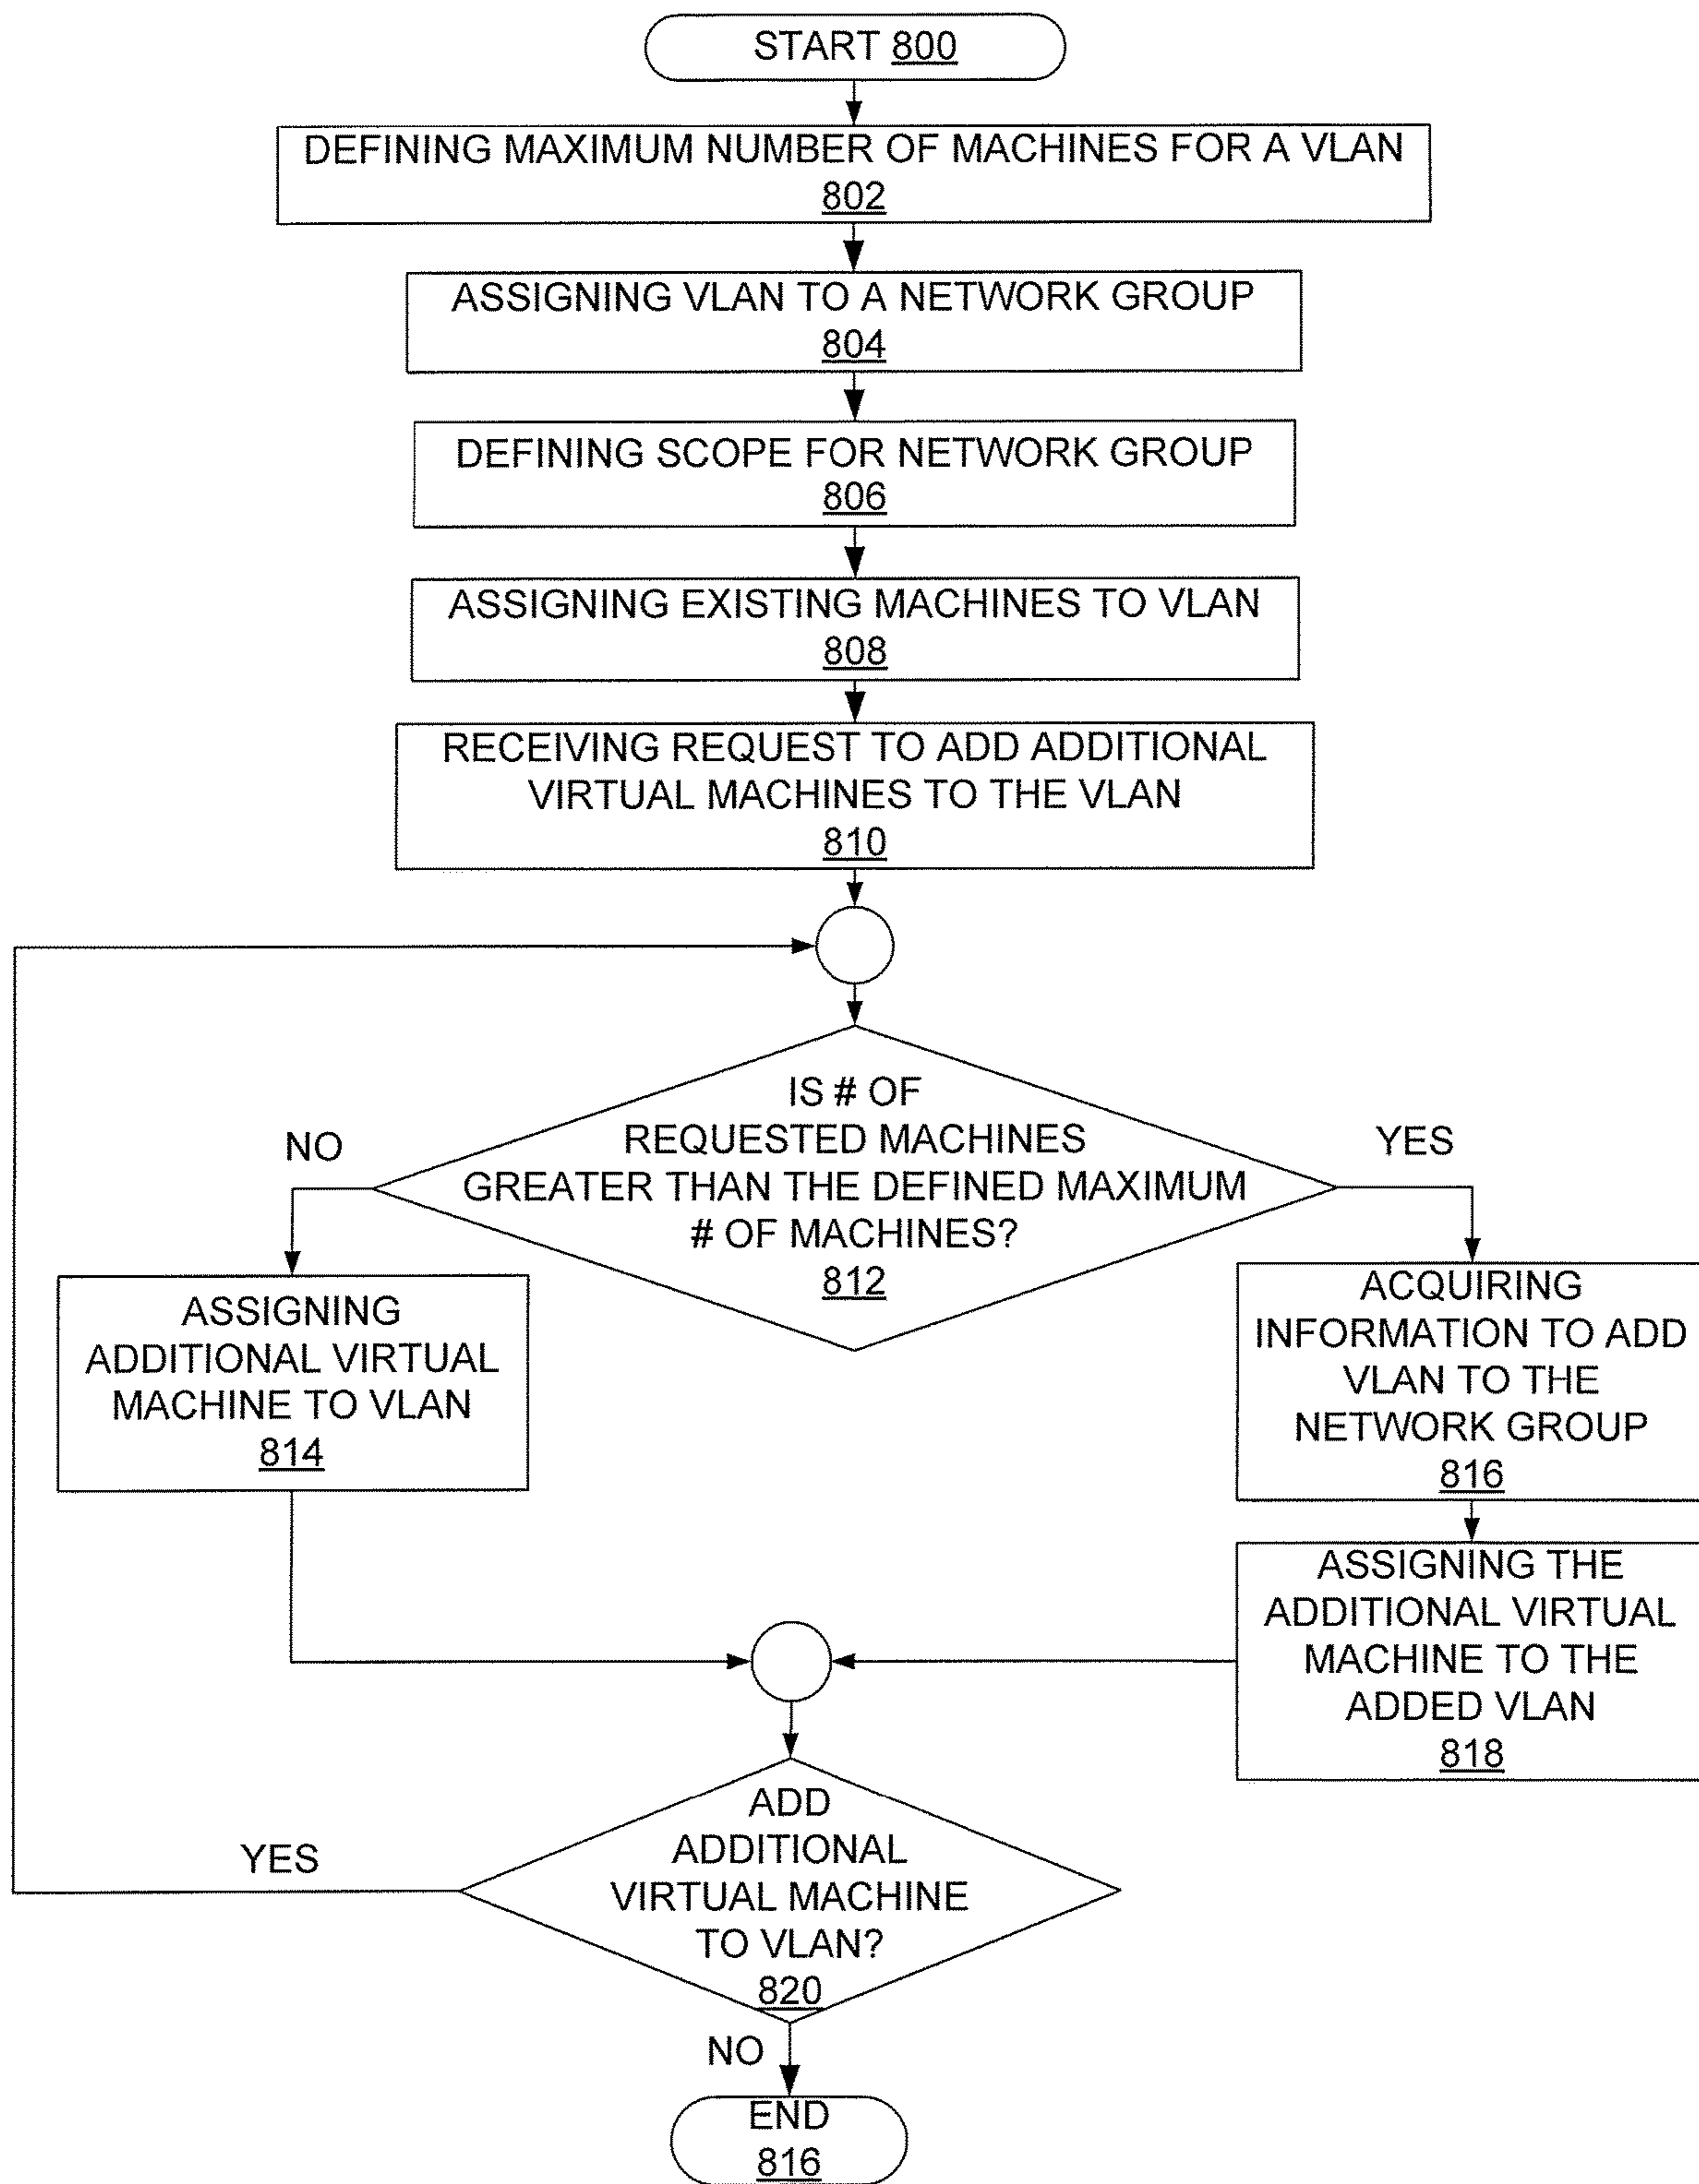 START 800
DEFINING MAXIMUM NUMBER OF MACHINES FOR A VLAN
802
ASSIGNING VLAN TO A NETWORK GROUP
804
DEFINING SCOPE FOR NETWORK GROUP
806
ASSIGNING EXISTING MACHINES TO VLAN
808
RECEIVING REQUEST TO ADD ADDITIONAL
VIRTUAL MACHINES TO THE VLAN
810
IS # OF
REQUESTED MACHINES
GREATER THAN THE DEFINED MAXIMUM
# OF MACHINES?
812
NO
YES
ASSIGNING
ADDITIONAL VIRTUAL
MACHINE TO VLAN
814
ACQUIRING
INFORMATION TO ADD
VLAN TO THE
NETWORK GROUP
816
ASSIGNING THE
ADDITIONAL VIRTUAL
MACHINE TO THE
ADDED VLAN
818
ADD
ADDITIONAL
VIRTUAL MACHINE
TO VLAN?
820
YES
NO
END
816